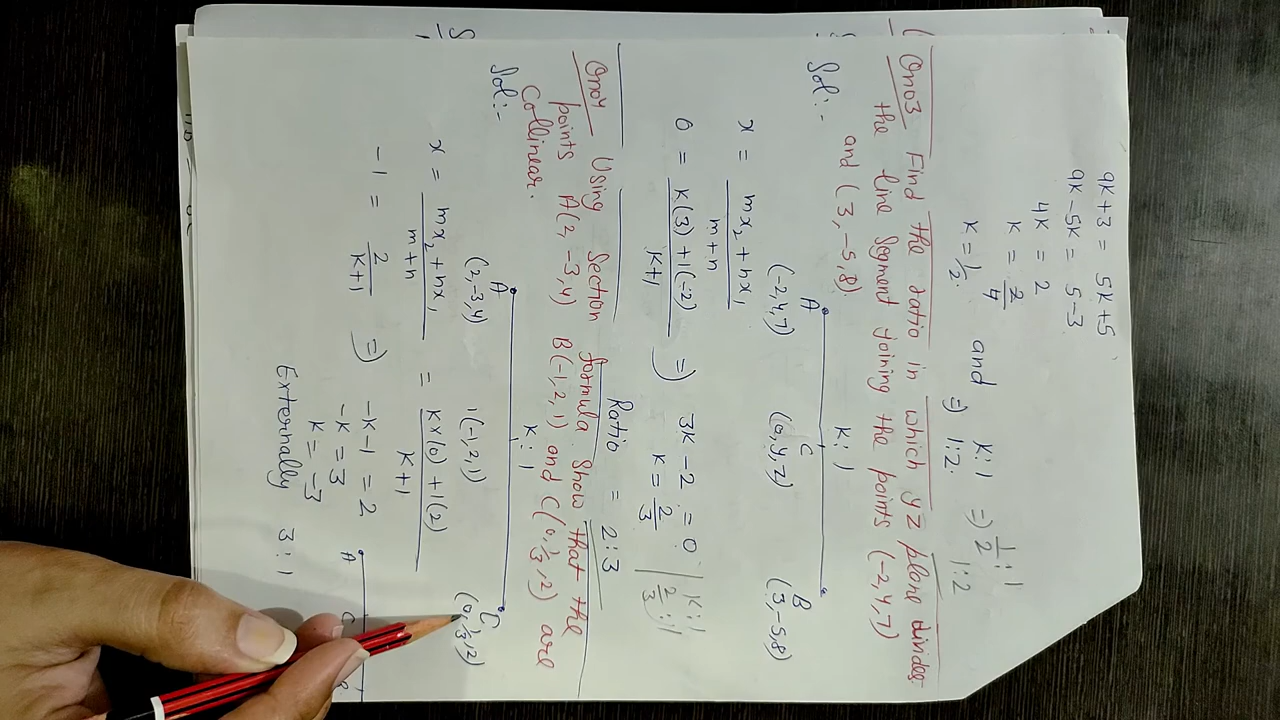 9K+3 = 5K+5
9K-5K = 5-3
4K = 2
K = 2/4
K = 1/2 and K:1 => 1/2 : 1
=> 1:2 1:2
Qno3 Find the ratio in which yz plane divides
the line segment joining the points (-2,4,7)
and (3,-5,8).
Sol:-
K:1
A C B
(-2,4,7) (0,y,z) (3,-5,8)
x = mx₂+nx₁ / m+n
0 = K(3)+1(-2) / K+1 => 3K-2 = 0 | K:1
K = 2/3 | 2/3 : 1
Ratio = 2:3
Qno4 Using Section formula show that the
points A(2,-3,4) B(-1,2,1) and C(0,1/3,2) are
Collinear.
Sol:-
K:1
A C
(2,-3,4) (-1,2,1) (0,1/3,2)
x = mx₂+nx₁ / m+n = K×(0)+1(2) / K+1
-1 = 2 / K+1 => -K-1 = 2
-K = 3
K = -3
Externally 3:1
A C